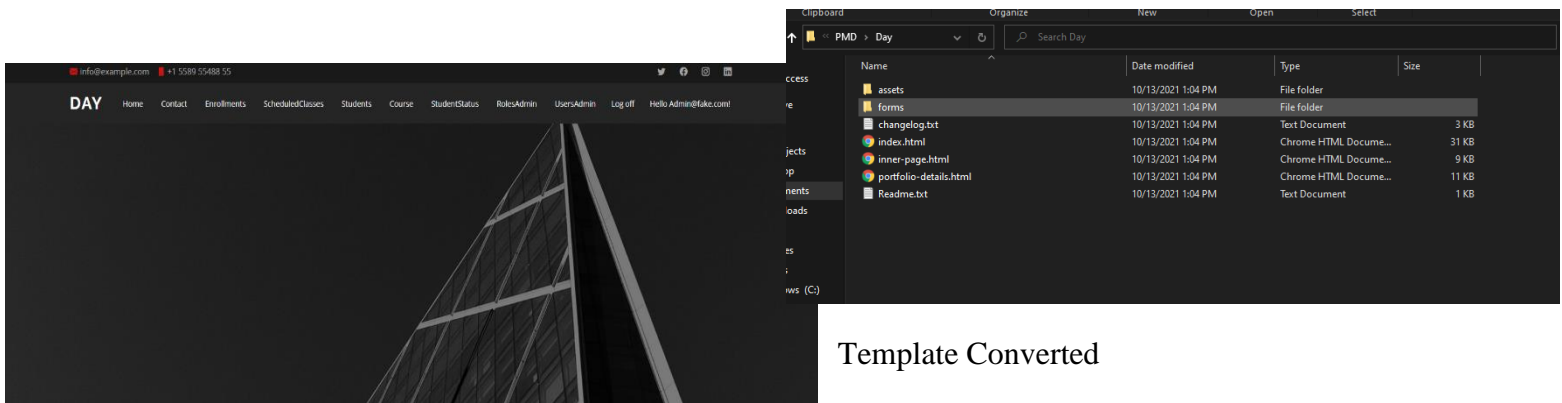 info@example.com +1 5589 55488 55
DAY Home Contact Enrollments ScheduledClasses Students Course StudentStatus RolesAdmin UsersAdmin Log off Hello Admin@fake.com!
Clipboard Organize New Open Select
PMD > Day Search Day
Name Date modified Type Size
ccess
assets 10/13/2021 1:04 PM File folder
ve
forms 10/13/2021 1:04 PM File folder
changelog.txt 10/13/2021 1:04 PM Text Document 3 KB
index.html 10/13/2021 1:04 PM Chrome HTML Docume... 31 KB
jects
inner-page.html 10/13/2021 1:04 PM Chrome HTML Docume... 9 KB
op
portfolio-details.html 10/13/2021 1:04 PM Chrome HTML Docume... 11 KB
ments
Readme.txt 10/13/2021 1:04 PM Text Document 1 KB
loads
es
s
ows (C:)
Template Converted